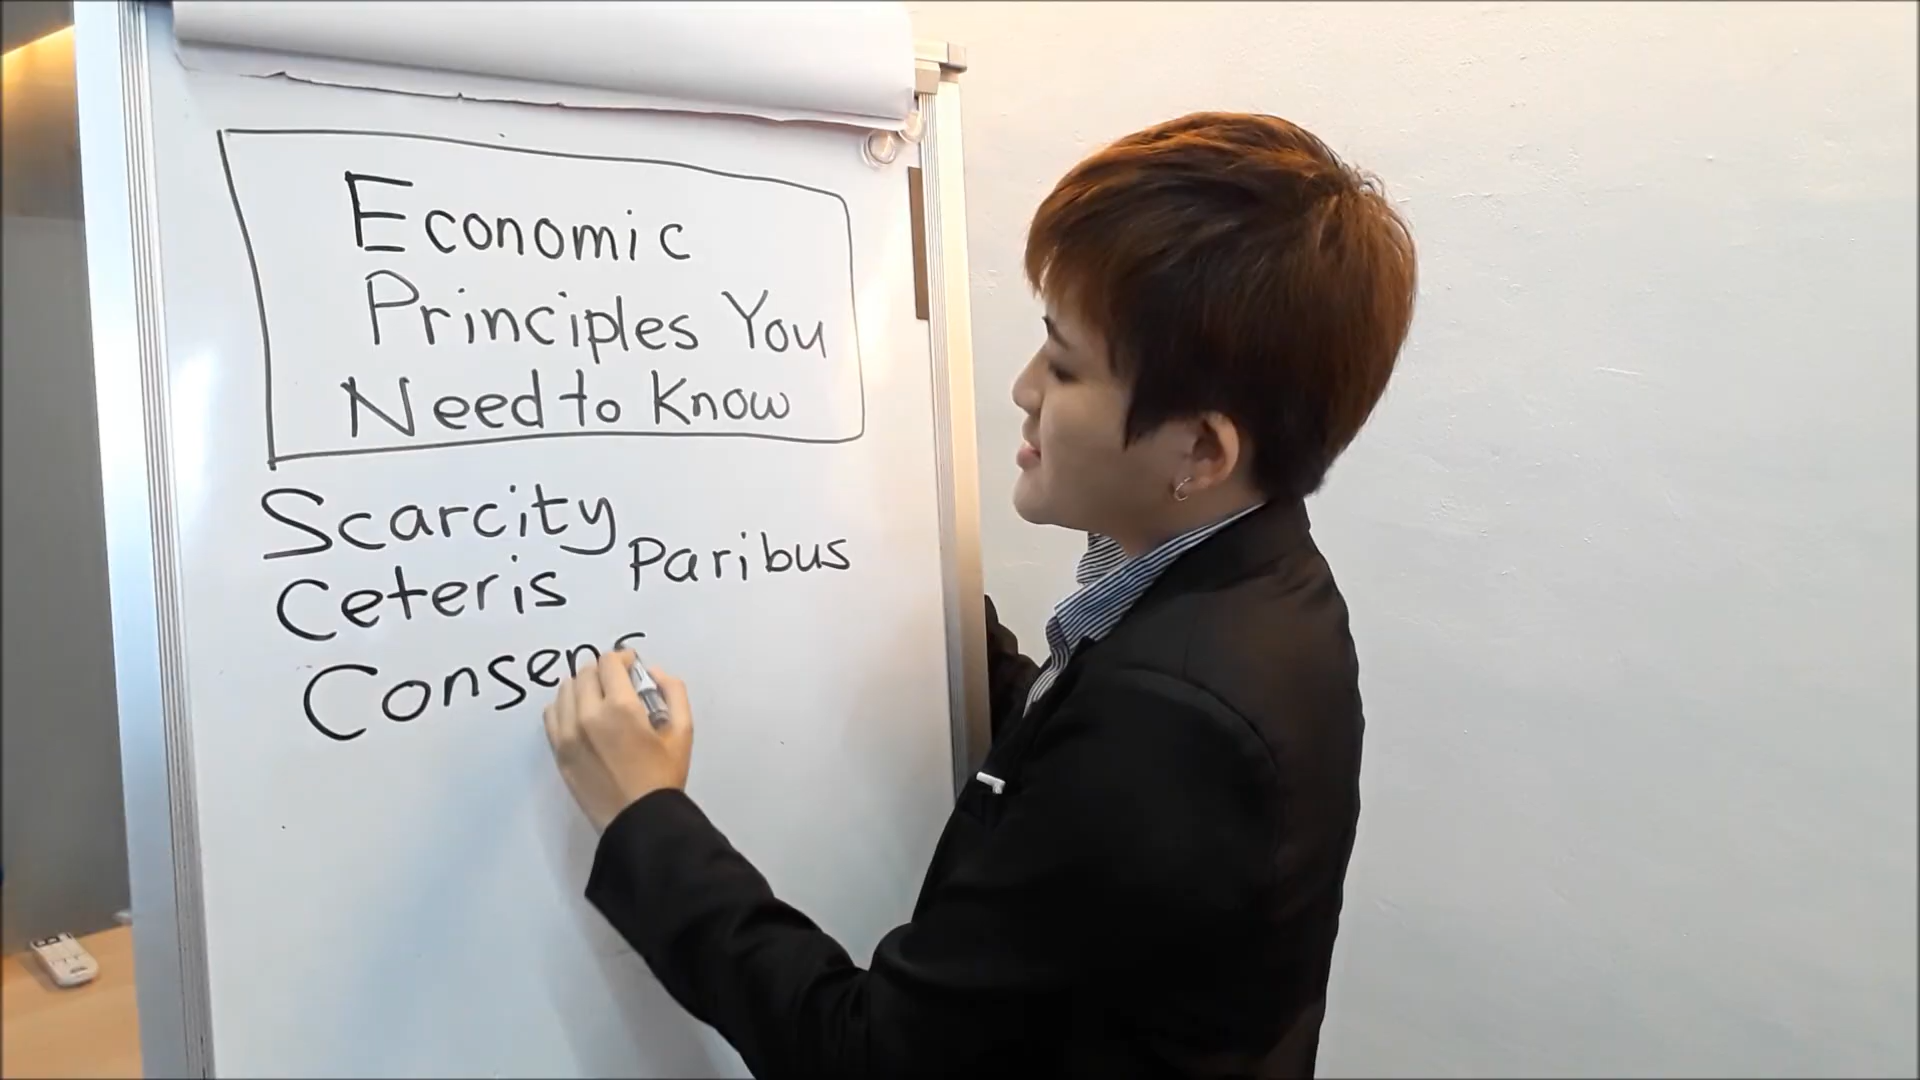 Economic
Principles You
Need to Know
Scarcity
Ceteris Paribus
Consens